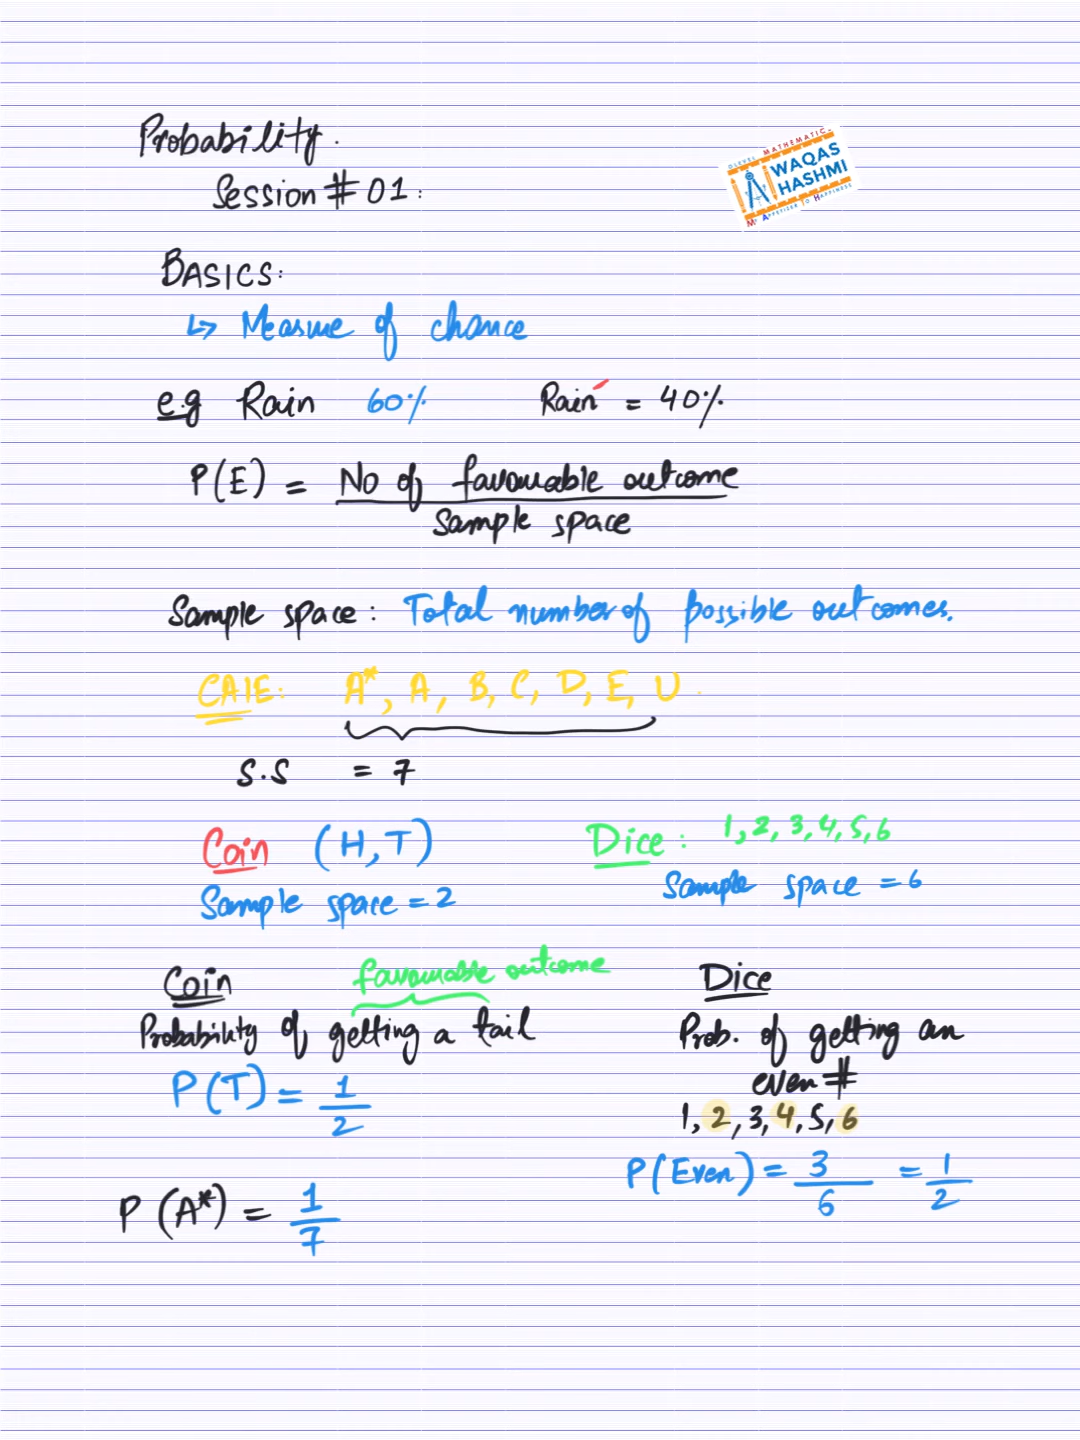 Probability.
Session # 01:
OLEVEL MATHEMATICS
WAQAS
HASHMI
BASICS:
↳ Measure of chance
e.g Rain 60% Rain′ = 40%
P(E) = No of favourable outcome
Sample space
Sample space: Total number of possible outcomes.
CAIE: A*, A, B, C, D, E, U.
S.S = 7
Coin (H,T)
Sample space = 2
Dice: 1, 2, 3, 4, 5, 6
Sample space = 6
Coin
favourable outcome
Probability of getting a tail
P(T) = 1/2
P(A*) = 1/7
Dice
Prob. of getting an
even #
1, 2, 3, 4, 5, 6
P(Even) = 3/6 = 1/2